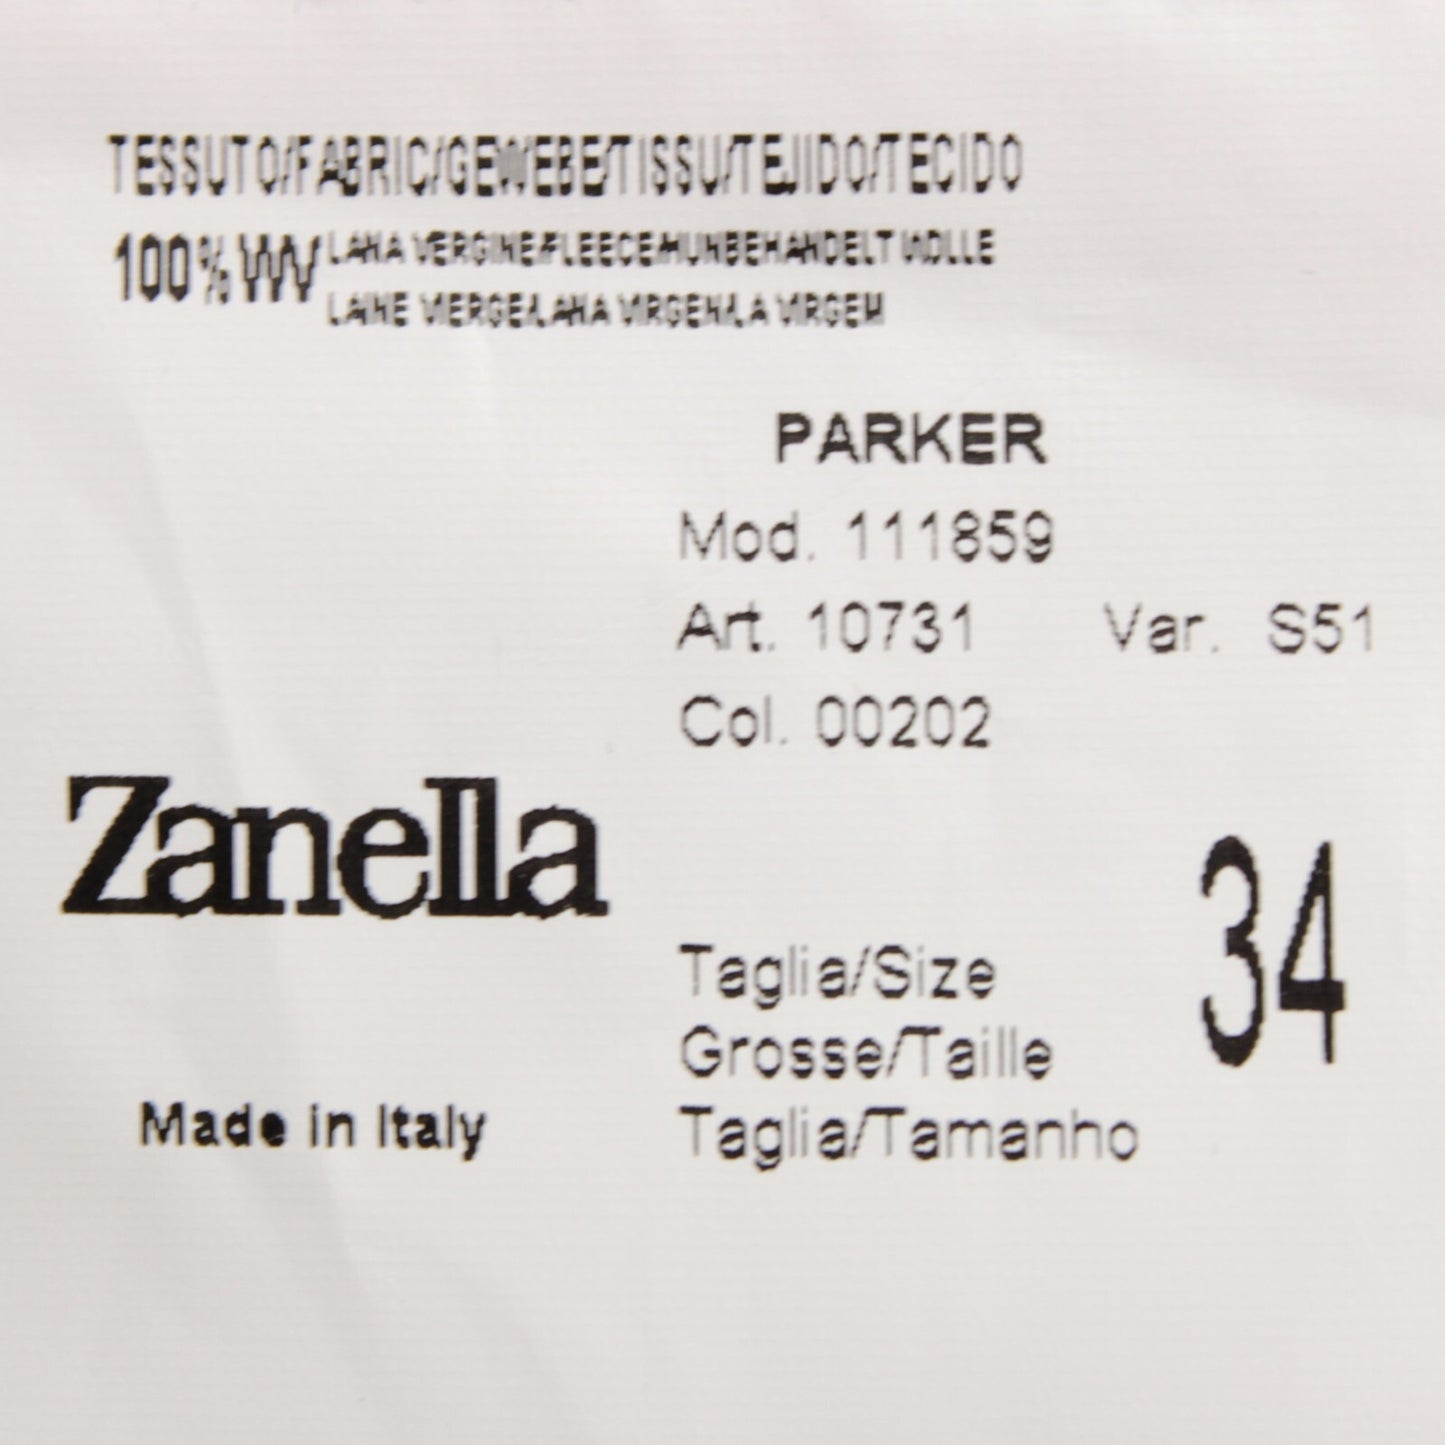 TESSUTO/FABRIC/GEWEBE/TISSU/TEJIDO/TECIDO
100% WV LANA VERGINE/FLEECE/HUNBEHANDELT WOLLE
LAINE VIERGE/LANA VIRGEN/LA VIRGEM
PARKER
Mod. 111859
Art. 10731 Var. S51
Col. 00202
Zanella
Made in Italy
Taglia/Size
Grosse/Taille
Taglia/Tamanho
34